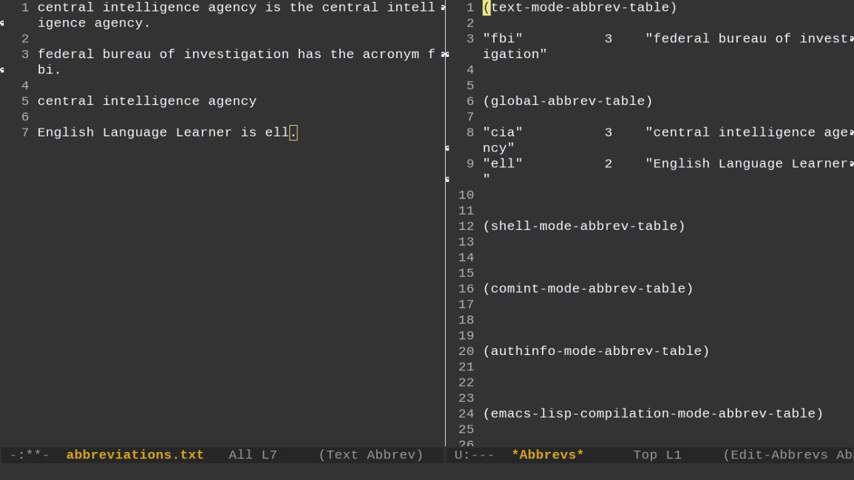 1 central intelligence agency is the central intell
igence agency.
2
3 federal bureau of investigation has the acronym f
bi.
4
5 central intelligence agency
6
7 English Language Learner is ell.
-:**-  abbreviations.txt   All L7     (Text Abbrev)
1 (text-mode-abbrev-table)
2
3 "fbi"          3    "federal bureau of invest
igation"
4
5
6 (global-abbrev-table)
7
8 "cia"          3    "central intelligence age
ncy"
9 "ell"          2    "English Language Learner
"
10
11
12 (shell-mode-abbrev-table)
13
14
15
16 (comint-mode-abbrev-table)
17
18
19
20 (authinfo-mode-abbrev-table)
21
22
23
24 (emacs-lisp-compilation-mode-abbrev-table)
25
26
U:---  *Abbrevs*      Top L1     (Edit-Abbrevs Ab